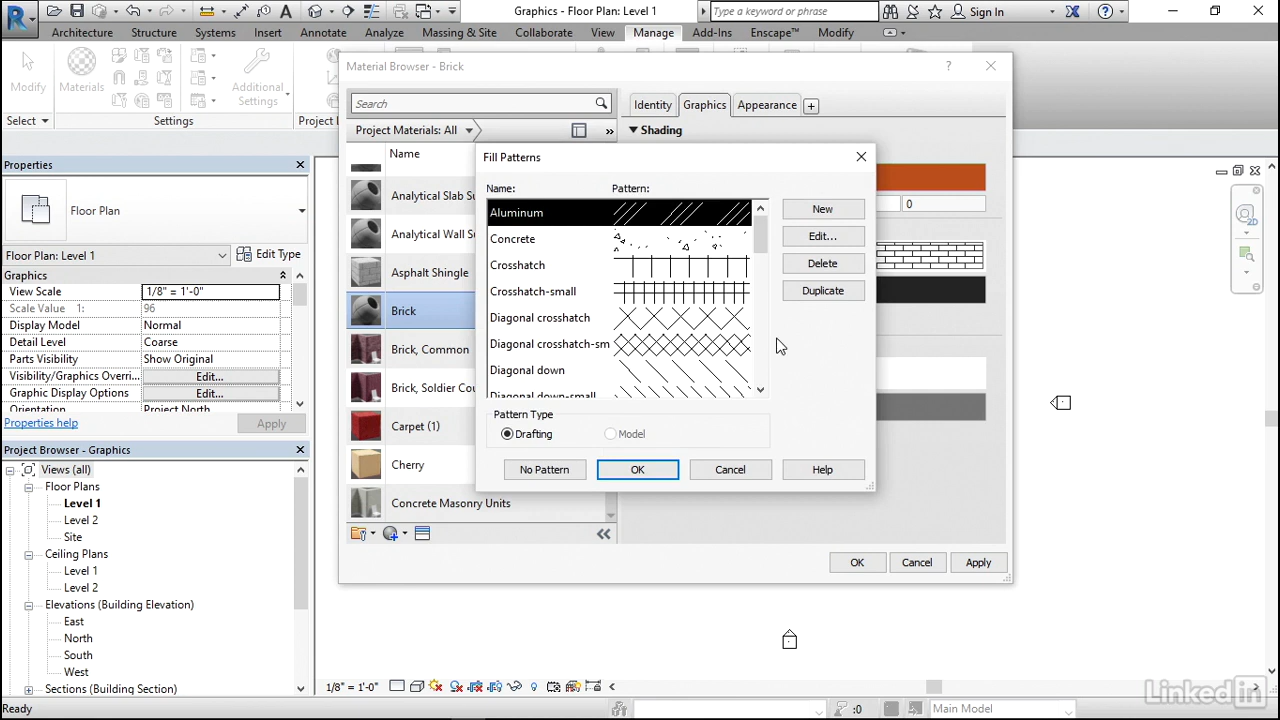 R
Graphics - Floor Plan: Level 1
Type a keyword or phrase
Sign In
Architecture
Structure
Systems
Insert
Annotate
Analyze
Massing & Site
Collaborate
View
Manage
Add-Ins
Enscape™
Modify
Modify
Materials
Additional
Settings
Select
Settings
Project L
Properties
Floor Plan
Floor Plan: Level 1
Edit Type
Graphics
View Scale
1/8" = 1'-0"
Scale Value 1:
96
Display Model
Normal
Detail Level
Coarse
Parts Visibility
Show Original
Visibility/Graphics Overri...
Edit...
Graphic Display Options
Edit...
Orientation
Project North
Properties help
Apply
Project Browser - Graphics
Views (all)
Floor Plans
Level 1
Level 2
Site
Ceiling Plans
Level 1
Level 2
Elevations (Building Elevation)
East
North
South
West
Sections (Building Section)
Material Browser - Brick
?
Search
Project Materials: All
Name
Analytical Slab Su
Analytical Wall Su
Asphalt Shingle
Brick
Brick, Common
Brick, Soldier Cou
Carpet (1)
Cherry
Concrete Masonry Units
Identity
Graphics
Appearance
Shading
0
OK
Cancel
Apply
Fill Patterns
Name:
Pattern:
Aluminum
Concrete
Crosshatch
Crosshatch-small
Diagonal crosshatch
Diagonal crosshatch-sm
Diagonal down
Diagonal down-small
New
Edit...
Delete
Duplicate
Pattern Type
Drafting
Model
No Pattern
OK
Cancel
Help
1/8" = 1'-0"
Ready
:0
Main Model
Linked in